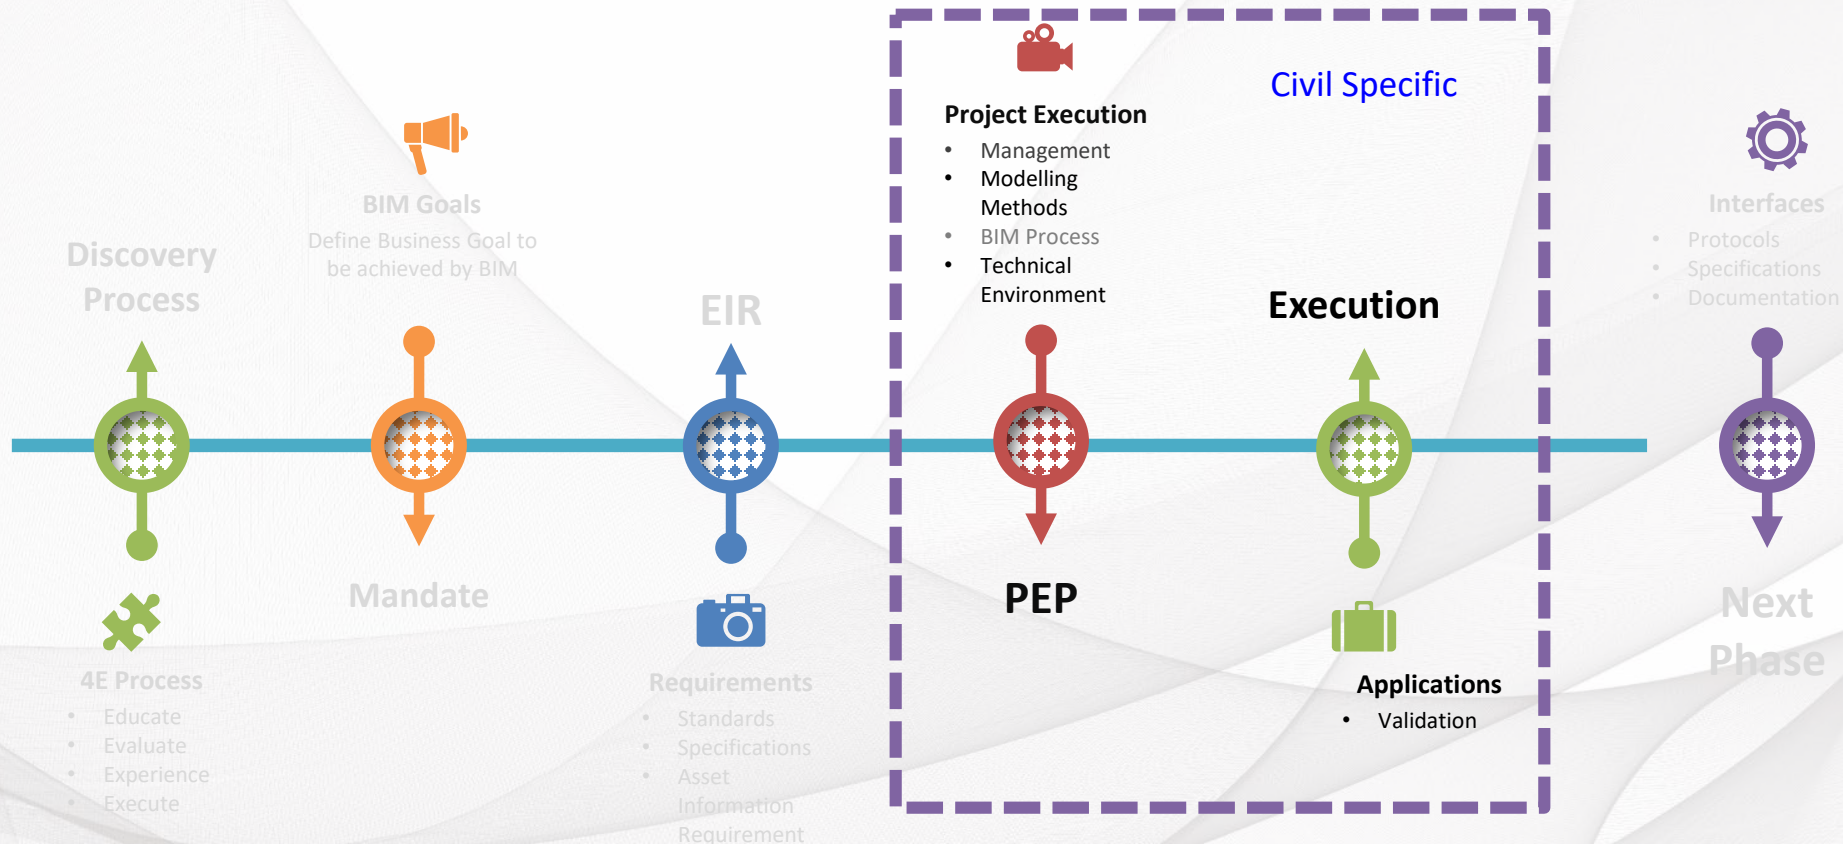 Discovery
Process
4E Process
• Educate
• Evaluate
• Experience
• Execute
BIM Goals
Define Business Goal to
be achieved by BIM
Mandate
EIR
Requirements
• Standards
• Specifications
• Asset
Information
Requirement
Civil Specific
Project Execution
• Management
• Modelling
Methods
• BIM Process
• Technical
Environment
PEP
Execution
Applications
• Validation
Interfaces
• Protocols
• Specifications
• Documentation
Next
Phase